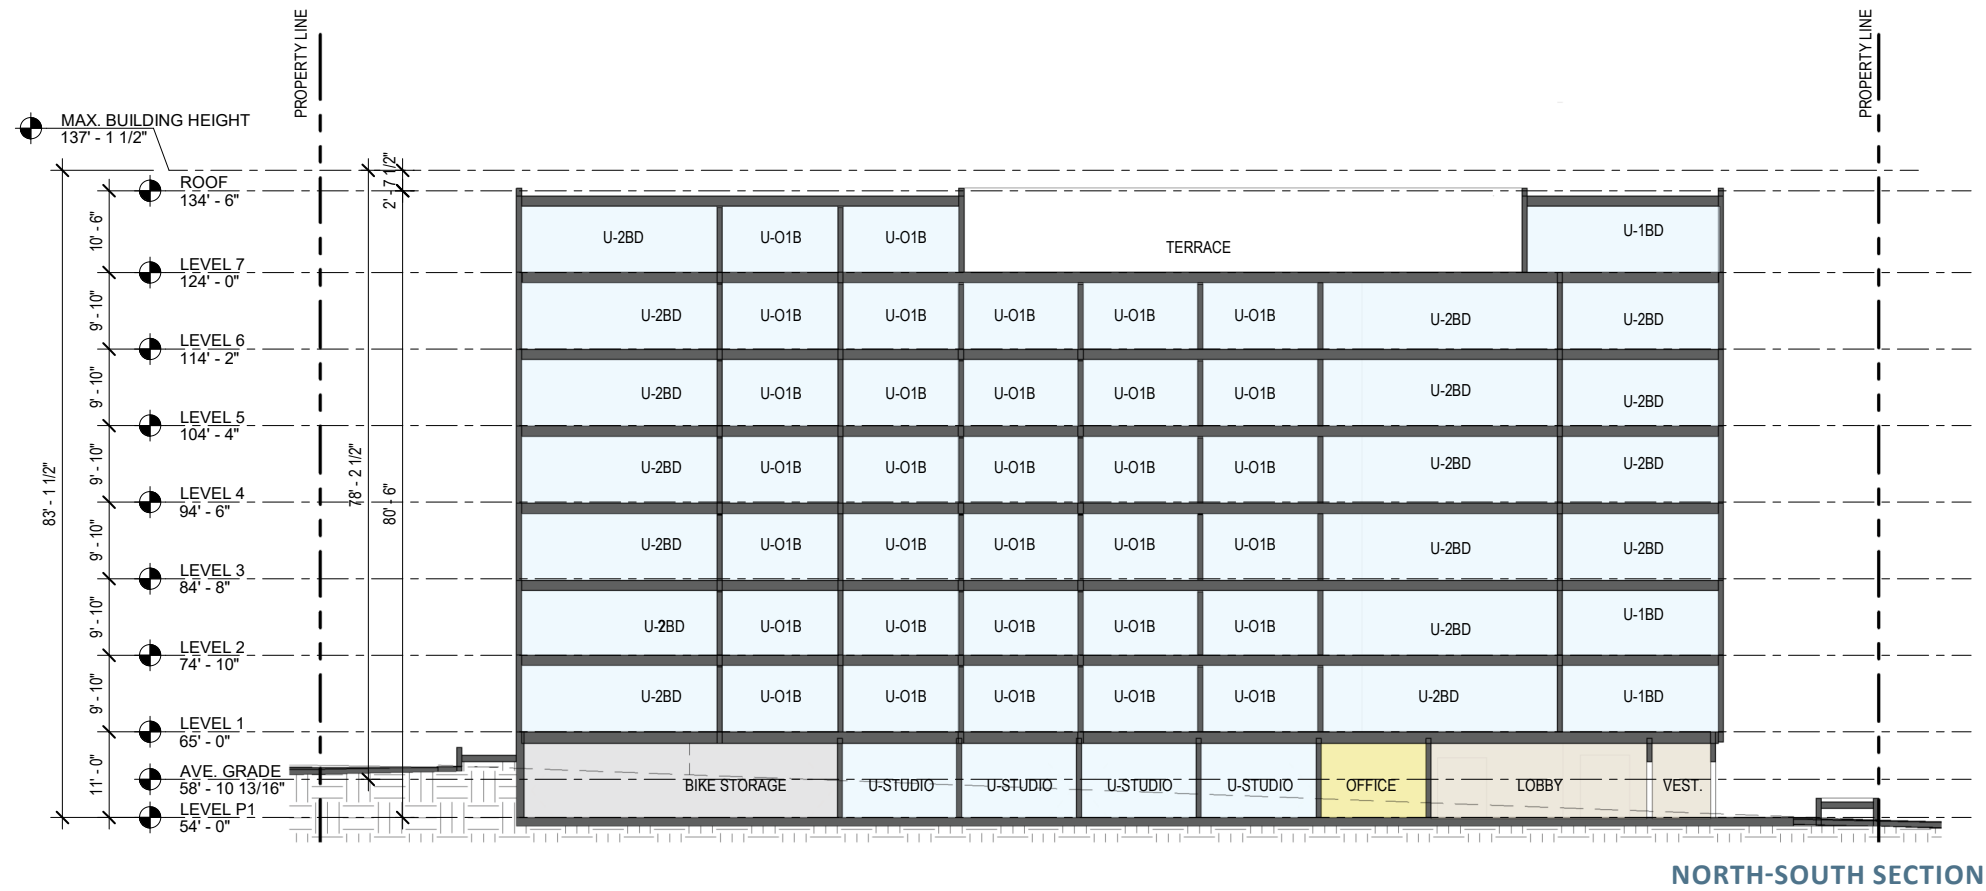 PROPERTY LINE
PROPERTY LINE
MAX. BUILDING HEIGHT
137' - 1 1/2"
2' - 7 1/2"
ROOF
134' - 6"
10' - 6"
U-2BD U-O1B U-O1B TERRACE U-1BD
LEVEL 7
124' - 0"
9' - 10"
U-2BD U-O1B U-O1B U-O1B U-O1B U-O1B U-2BD U-2BD
LEVEL 6
114' - 2"
9' - 10"
U-2BD U-O1B U-O1B U-O1B U-O1B U-O1B U-2BD U-2BD
LEVEL 5
104' - 4"
9' - 10"
U-2BD U-O1B U-O1B U-O1B U-O1B U-O1B U-2BD U-2BD
LEVEL 4
94' - 6"
83' - 1 1/2"
78' - 2 1/2"
80' - 6"
9' - 10"
U-2BD U-O1B U-O1B U-O1B U-O1B U-O1B U-2BD U-2BD
LEVEL 3
84' - 8"
9' - 10"
U-2BD U-O1B U-O1B U-O1B U-O1B U-O1B U-2BD U-1BD
LEVEL 2
74' - 10"
9' - 10"
U-2BD U-O1B U-O1B U-O1B U-O1B U-O1B U-2BD U-1BD
LEVEL 1
65' - 0"
11' - 0"
AVE. GRADE
58' - 10 13/16"
BIKE STORAGE U-STUDIO U-STUDIO U-STUDIO U-STUDIO OFFICE LOBBY VEST.
LEVEL P1
54' - 0"
NORTH-SOUTH SECTION